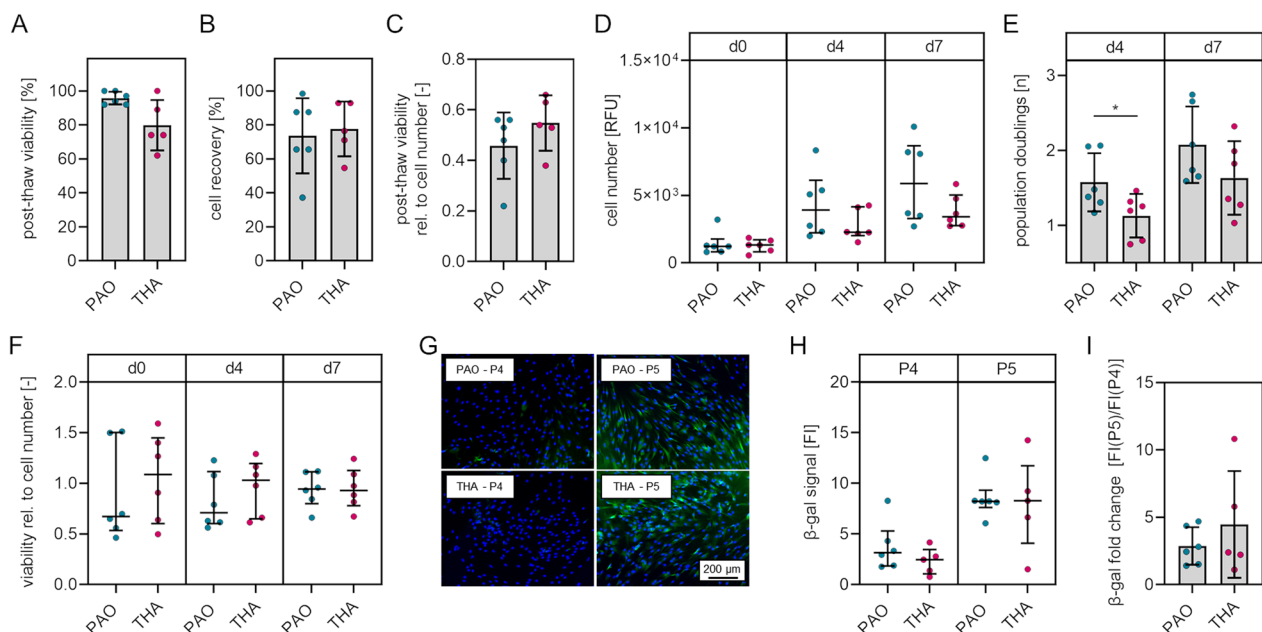 A
post-thaw viability [%]
100
80
60
40
20
0
PAO
THA
B
cell recovery [%]
100
80
60
40
20
0
PAO
THA
C
post-thaw viability
rel. to cell number [-]
0.8
0.6
0.4
0.2
0.0
PAO
THA
D
d0
d4
d7
cell number [RFU]
1.5×10⁴
1×10⁴
5×10³
0
PAO
THA
PAO
THA
PAO
THA
E
d4
d7
population doublings [n]
3
2
1
*
PAO
THA
PAO
THA
F
d0
d4
d7
viability rel. to cell number [-]
2.0
1.5
1.0
0.5
0.0
PAO
THA
PAO
THA
PAO
THA
G
PAO - P4
PAO - P5
THA - P4
THA - P5
200 µm
H
P4
P5
β-gal signal [FI]
20
15
10
5
0
PAO
THA
PAO
THA
I
β-gal fold change [FI(P5)/FI(P4)]
15
10
5
0
PAO
THA